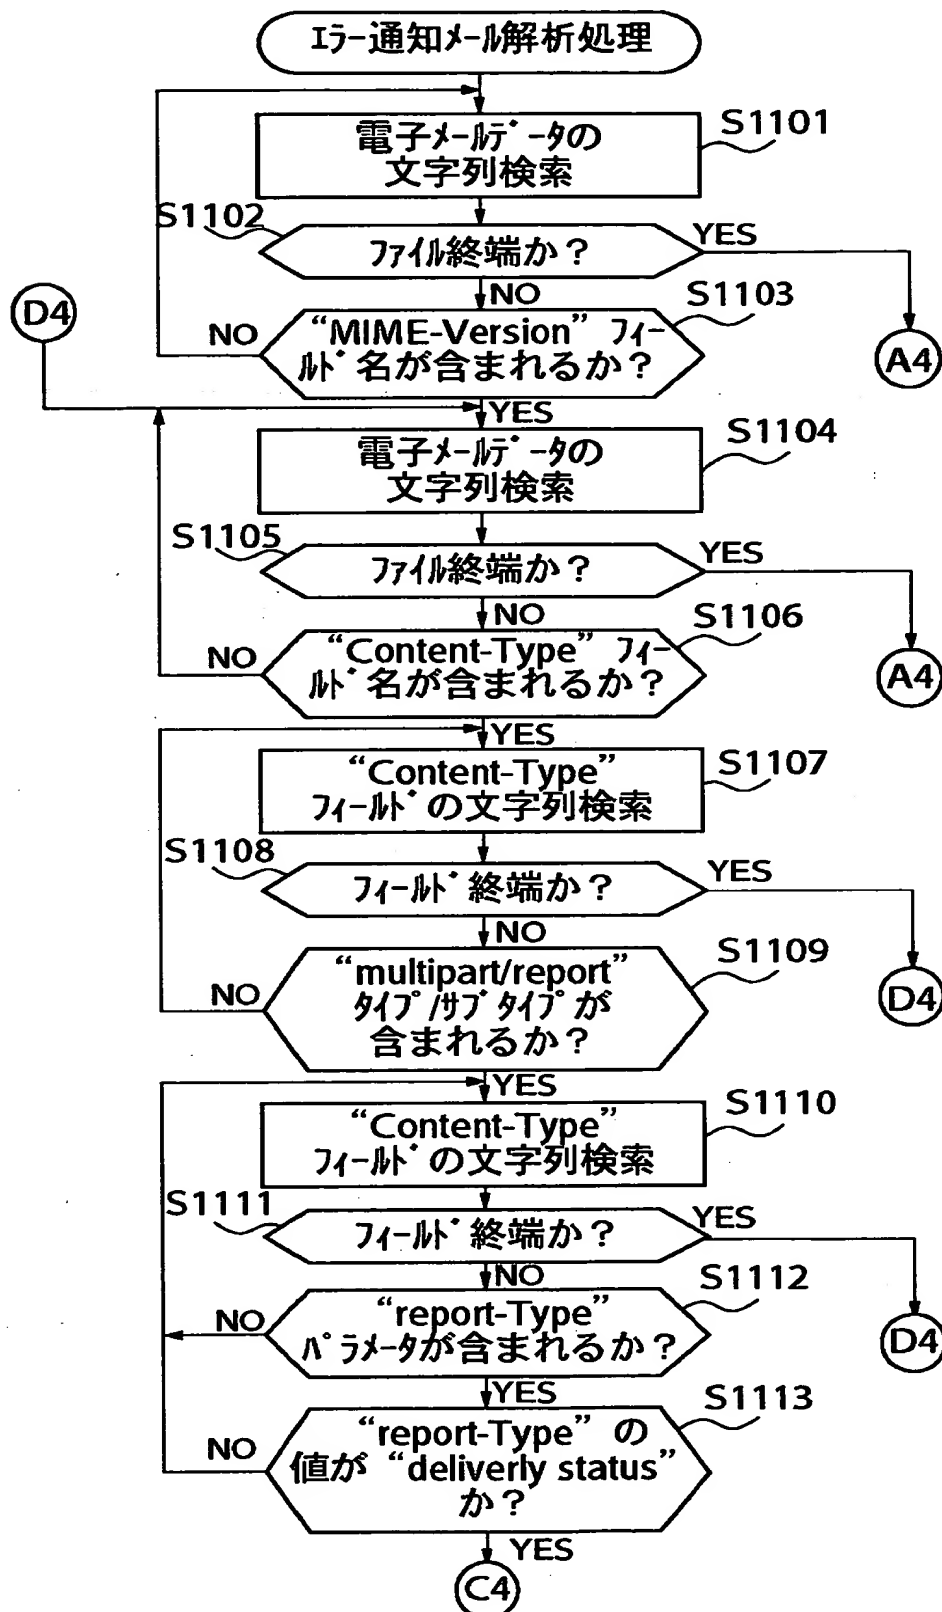 エラー通知メール解析処理
電子メールデータの
文字列検索
S1101
S1102
ファイル終端か？
YES
A4
NO
S1103
D4
NO
“MIME-Version” フィー
ルド名が含まれるか？
YES
電子メールデータの
文字列検索
S1104
S1105
ファイル終端か？
YES
A4
NO
S1106
NO
“Content-Type” フィー
ルド名が含まれるか？
YES
“Content-Type”
フィールドの文字列検索
S1107
S1108
フィールド終端か？
YES
D4
NO
S1109
NO
“multipart/report”
タイプ/サブタイプが
含まれるか？
YES
“Content-Type”
フィールドの文字列検索
S1110
S1111
フィールド終端か？
YES
D4
NO
S1112
NO
“report-Type”
パラメータが含まれるか？
YES
S1113
NO
“report-Type” の
値が “deliverly status”
か？
YES
C4